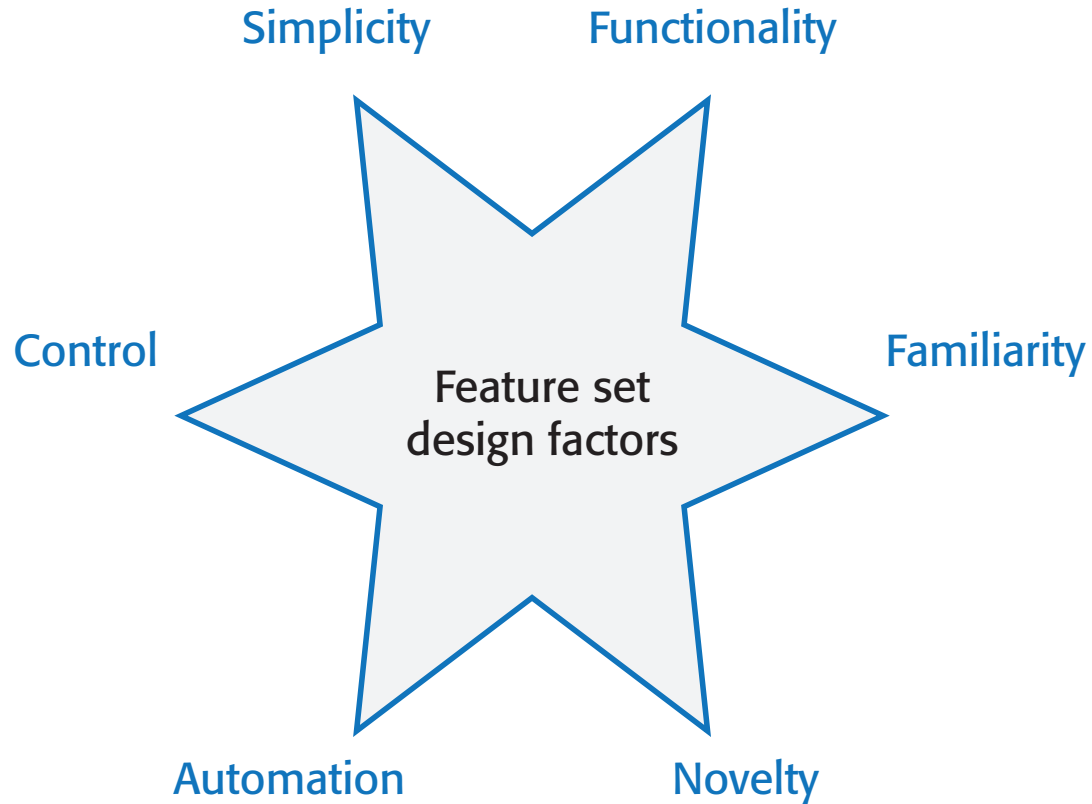 Simplicity
Functionality
Control
Familiarity
Feature set
design factors
Automation
Novelty